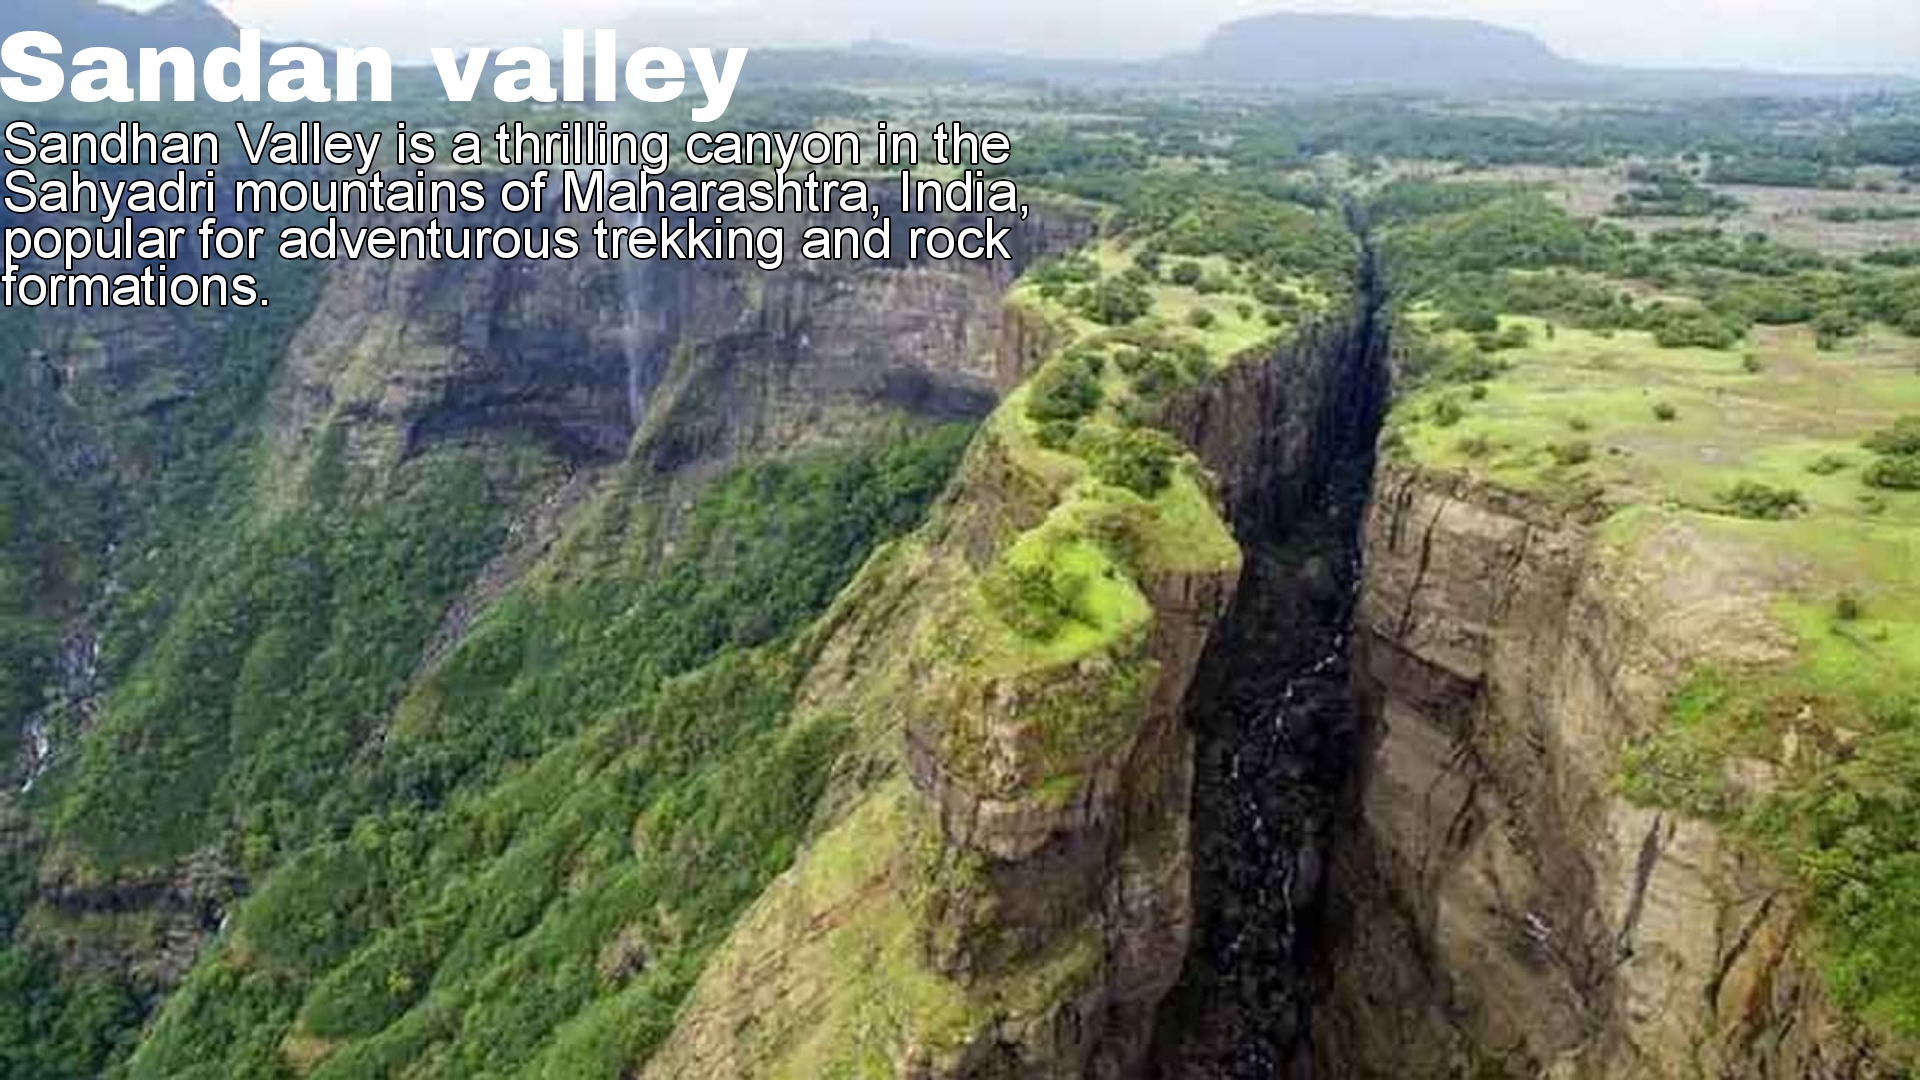 Sandan valley
Sandhan Valley is a thrilling canyon in the
Sahyadri mountains of Maharashtra, India,
popular for adventurous trekking and rock
formations.